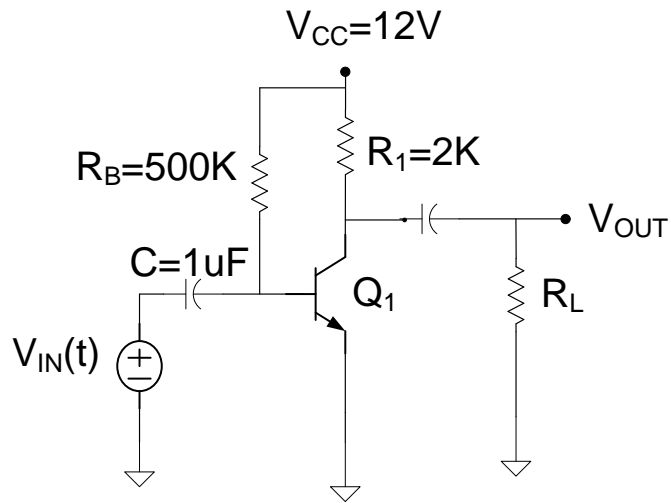 V_CC=12V
R_B=500K
R_1=2K
C=1uF
V_OUT
Q_1
R_L
V_IN(t)
+
−